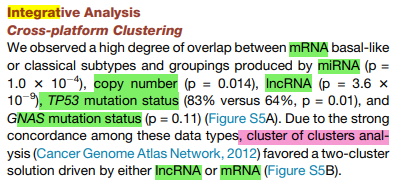 Integrative Analysis
Cross-platform Clustering
We observed a high degree of overlap between mRNA basal-like
or classical subtypes and groupings produced by miRNA (p =
1.0 × 10⁻⁴), copy number (p = 0.014), lncRNA (p = 3.6 ×
10⁻⁹), TP53 mutation status (83% versus 64%, p = 0.01), and
GNAS mutation status (p = 0.11) (Figure S5A). Due to the strong
concordance among these data types, cluster of clusters anal-
ysis (Cancer Genome Atlas Network, 2012) favored a two-cluster
solution driven by either lncRNA or mRNA (Figure S5B).